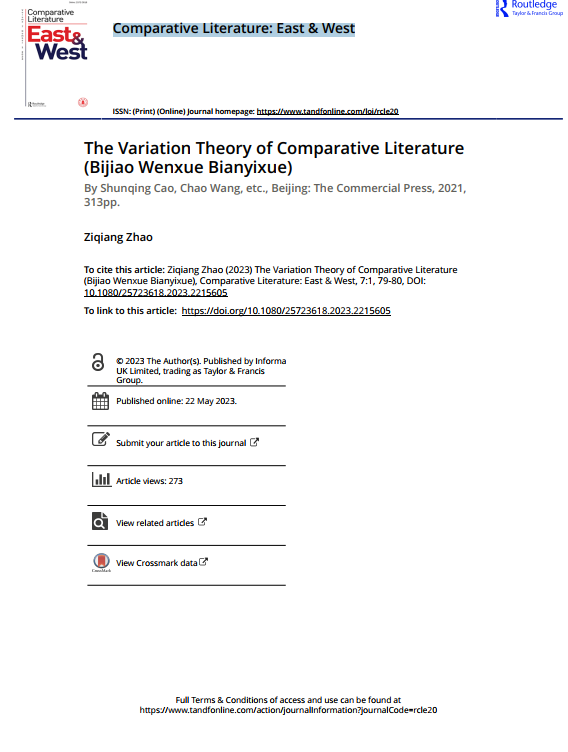 Comparative
Literature
East&
West
Routledge
Taylor & Francis Group
Comparative Literature: East & West
ISSN: (Print) (Online) Journal homepage: https://www.tandfonline.com/loi/rcle20
The Variation Theory of Comparative Literature
(Bijiao Wenxue Bianyixue)
By Shunqing Cao, Chao Wang, etc., Beijing: The Commercial Press, 2021,
313pp.
Ziqiang Zhao
To cite this article: Ziqiang Zhao (2023) The Variation Theory of Comparative Literature
(Bijiao Wenxue Bianyixue), Comparative Literature: East & West, 7:1, 79-80, DOI:
10.1080/25723618.2023.2215605
To link to this article: https://doi.org/10.1080/25723618.2023.2215605
© 2023 The Author(s). Published by Informa
UK Limited, trading as Taylor & Francis
Group.
Published online: 22 May 2023.
Submit your article to this journal
Article views: 273
View related articles
View Crossmark data
CrossMark
Full Terms & Conditions of access and use can be found at
https://www.tandfonline.com/action/journalInformation?journalCode=rcle20